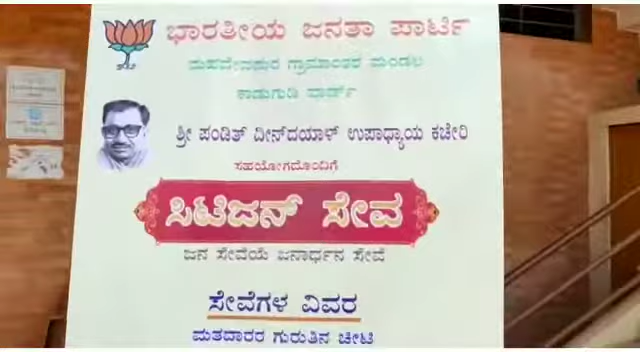 ಭಾರತೀಯ ಜನತಾ ಪಾರ್ಟಿ
ಮಹದೇವಪುರ ಗ್ರಾಮಾಂತರ ಮಂಡಲ
ಕಾಡುಗುಡಿ ವಾರ್ಡ್
ಶ್ರೀ ಪಂಡಿತ್ ದೀನ್‌ದಯಾಳ್ ಉಪಾಧ್ಯಾಯ ಕಚೇರಿ
ಸಹಯೋಗದೊಂದಿಗೆ
ಸಿಟಿಜನ್ ಸೇವ
ಜನ ಸೇವೆಯೆ ಜನಾರ್ಧನ ಸೇವೆ
ಸೇವೆಗಳ ವಿವರ
ಮತದಾರರ ಗುರುತಿನ ಚೀಟಿ